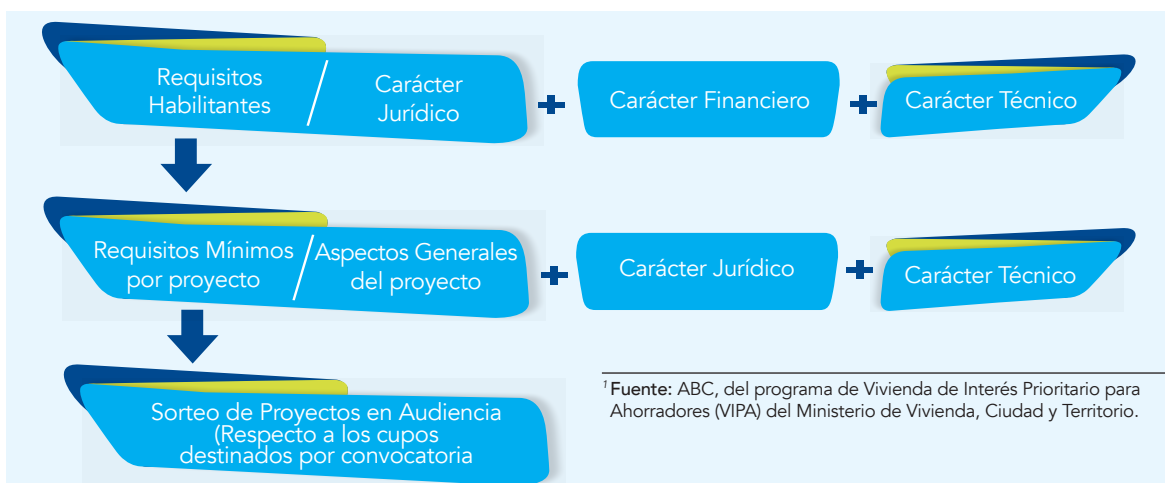 Requisitos
Habilitantes
/
Carácter
Jurídico
+
Carácter Financiero
+
Carácter Técnico
Requisitos Mínimos
por proyecto
/
Aspectos Generales
del proyecto
+
Carácter Jurídico
+
Carácter Técnico
Sorteo de Proyectos en Audiencia
(Respecto a los cupos
destinados por convocatoria
¹ Fuente: ABC, del programa de Vivienda de Interés Prioritario para
Ahorradores (VIPA) del Ministerio de Vivienda, Ciudad y Territorio.